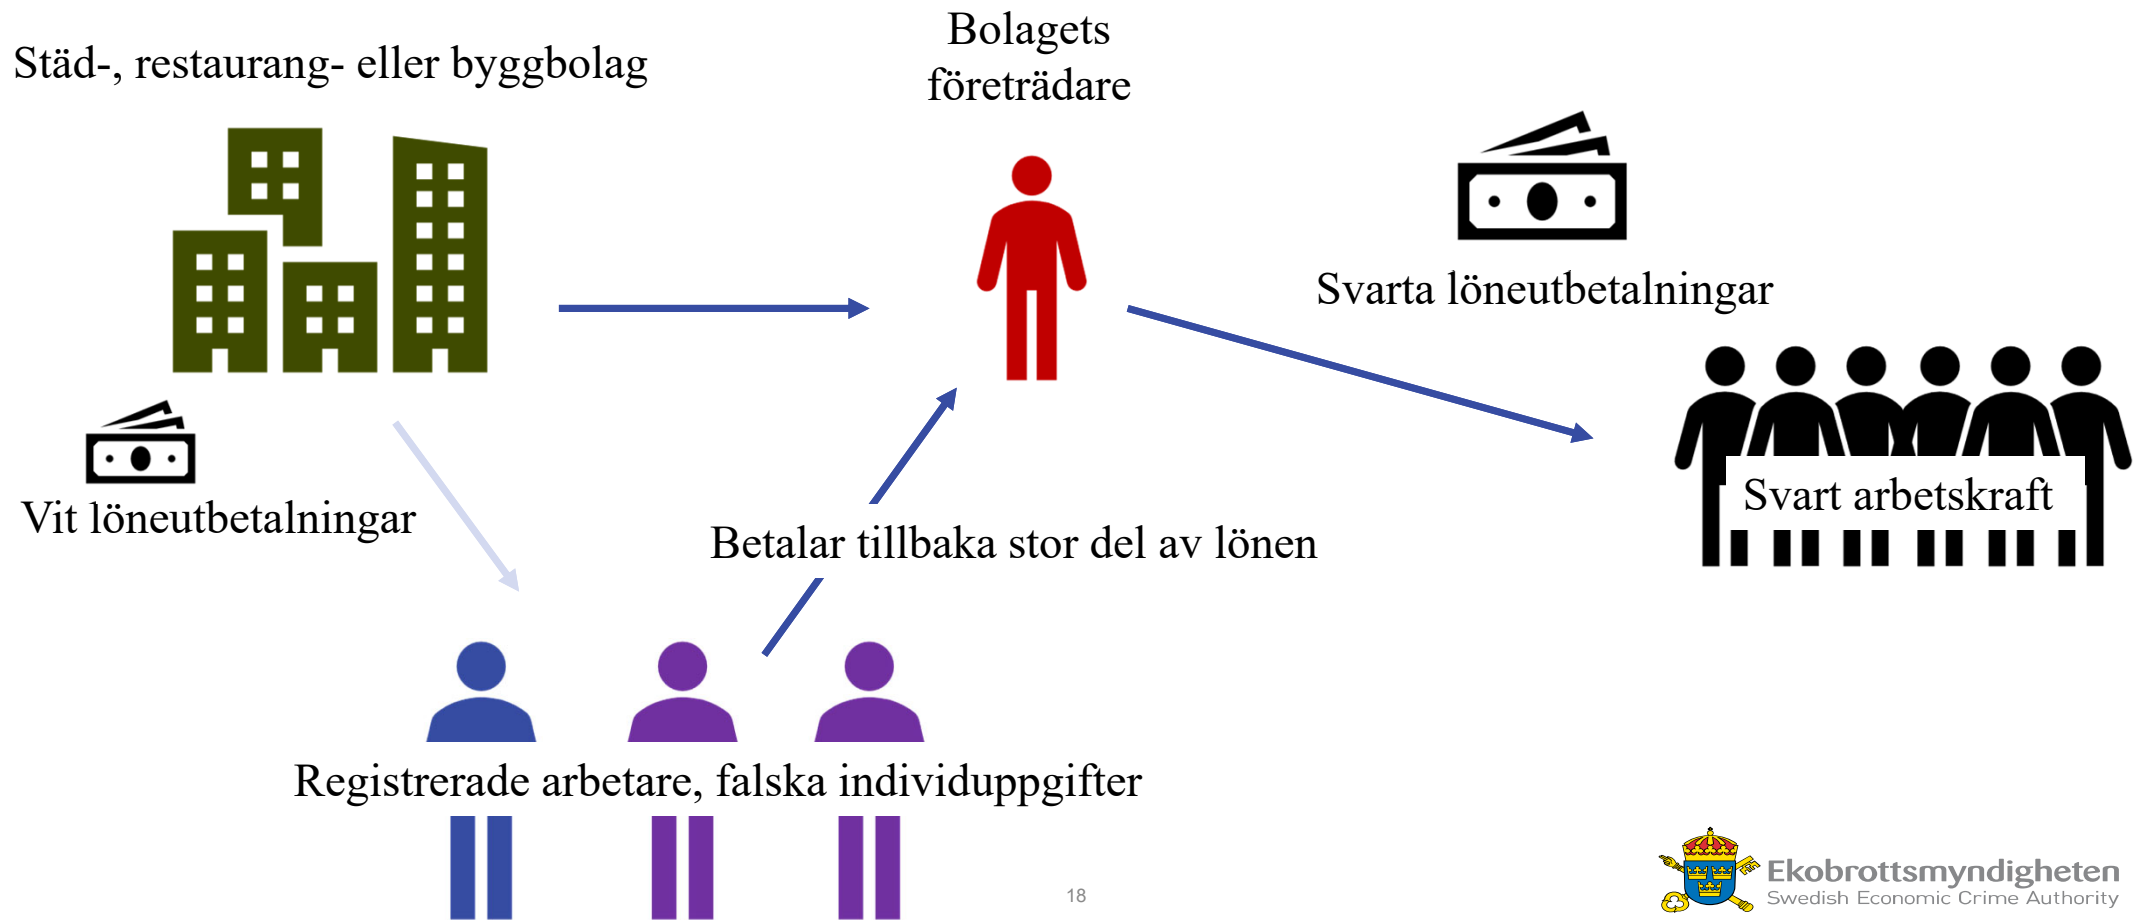 Städ-, restaurang- eller byggbolag
Bolagets
företrädare
Svarta löneutbetalningar
Vit löneutbetalningar
Svart arbetskraft
Betalar tillbaka stor del av lönen
Registrerade arbetare, falska individuppgifter
18
Ekobrottsmyndigheten
Swedish Economic Crime Authority